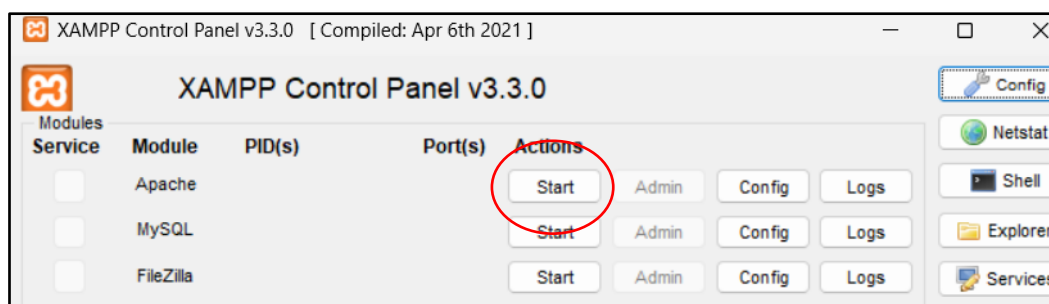 XAMPP Control Panel v3.3.0 [ Compiled: Apr 6th 2021 ]
XAMPP Control Panel v3.3.0
Config
Modules
Netstat
Service Module PID(s) Port(s) Actions
Apache Start Admin Config Logs
Shell
MySQL Start Admin Config Logs
Explorer
FileZilla Start Admin Config Logs
Services